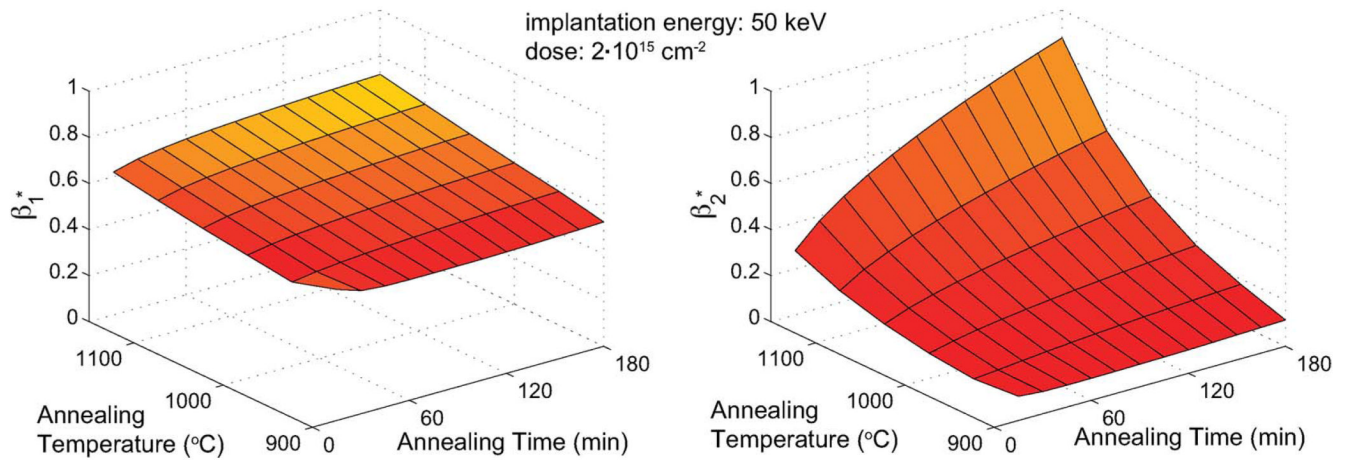 implantation energy: 50 keV
dose: 2·10¹⁵ cm⁻²
1
0.8
0.6
0.4
0.2
0
β₁*
1100
1000
900
Annealing
Temperature (°C)
0
60
120
180
Annealing Time (min)
1
0.8
0.6
0.4
0.2
0
β₂*
1100
1000
900
Annealing
Temperature (°C)
0
60
120
180
Annealing Time (min)